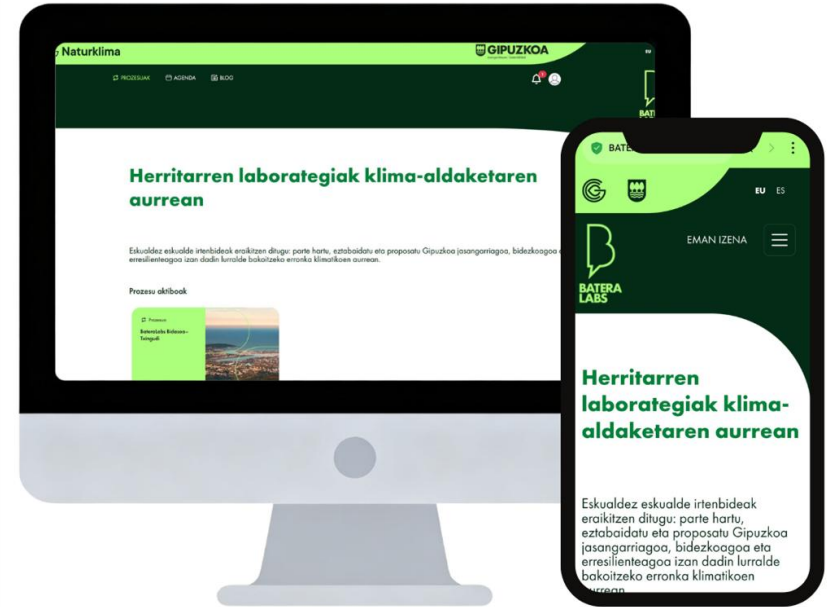 Naturklima
GIPUZKOA
PROZESUAK AGENDA BLOG
EU
BAT
Herritarren laborategiak klima-aldaketaren
aurrean
Eskualdez eskualde irtenbideak eraikitzen ditugu: parte hartu, eztabaidatu eta proposatu Gipuzkoa jasangarriagoa, bidezkoagoa e
erresilienteagoa izan dadin lurralde bakoitzeko erronka klimatikoen aurrean.
Prozesu aktiboak
Prozesua
BateraLabs Bidasoa–
Txingudi
BATE
EU ES
BATERA
LABS
EMAN IZENA
Herritarren
laborategiak klima-
aldaketaren aurrean
Eskualdez eskualde irtenbideak
eraikitzen ditugu: parte hartu,
eztabaidatu eta proposatu Gipuzkoa
jasangarriagoa, bidezkoagoa eta
erresilienteagoa izan dadin lurralde
bakoitzeko erronka klimatikoen
aurrean